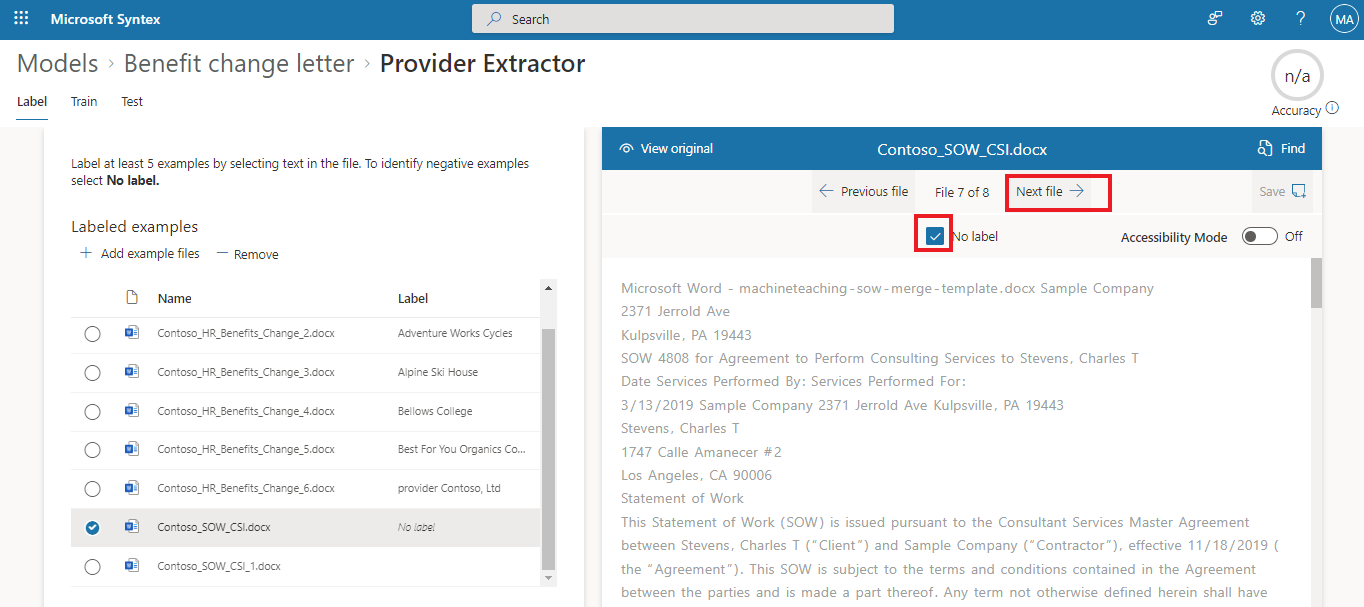 Microsoft Syntex
Search
?
MA
Models › Benefit change letter › Provider Extractor
n/a
Accuracy
Label Train Test
Label at least 5 examples by selecting text in the file. To identify negative examples
select No label.
Labeled examples
+ Add example files — Remove
Name Label
Contoso_HR_Benefits_Change_2.docx Adventure Works Cycles
Contoso_HR_Benefits_Change_3.docx Alpine Ski House
Contoso_HR_Benefits_Change_4.docx Bellows College
Contoso_HR_Benefits_Change_5.docx Best For You Organics Co...
Contoso_HR_Benefits_Change_6.docx provider Contoso, Ltd
Contoso_SOW_CSI.docx No label
Contoso_SOW_CSI_1.docx
View original Contoso_SOW_CSI.docx Find
Previous file File 7 of 8 Next file Save
No label Accessibility Mode Off
Microsoft Word - machineteaching-sow-merge-template.docx Sample Company
2371 Jerrold Ave
Kulpsville, PA 19443
SOW 4808 for Agreement to Perform Consulting Services to Stevens, Charles T
Date Services Performed By: Services Performed For:
3/13/2019 Sample Company 2371 Jerrold Ave Kulpsville, PA 19443
Stevens, Charles T
1747 Calle Amanecer #2
Los Angeles, CA 90006
Statement of Work
This Statement of Work (SOW) is issued pursuant to the Consultant Services Master Agreement
between Stevens, Charles T (“Client”) and Sample Company (“Contractor”), effective 11/18/2019 (
the “Agreement”). This SOW is subject to the terms and conditions contained in the Agreement
between the parties and is made a part thereof. Any term not otherwise defined herein shall have